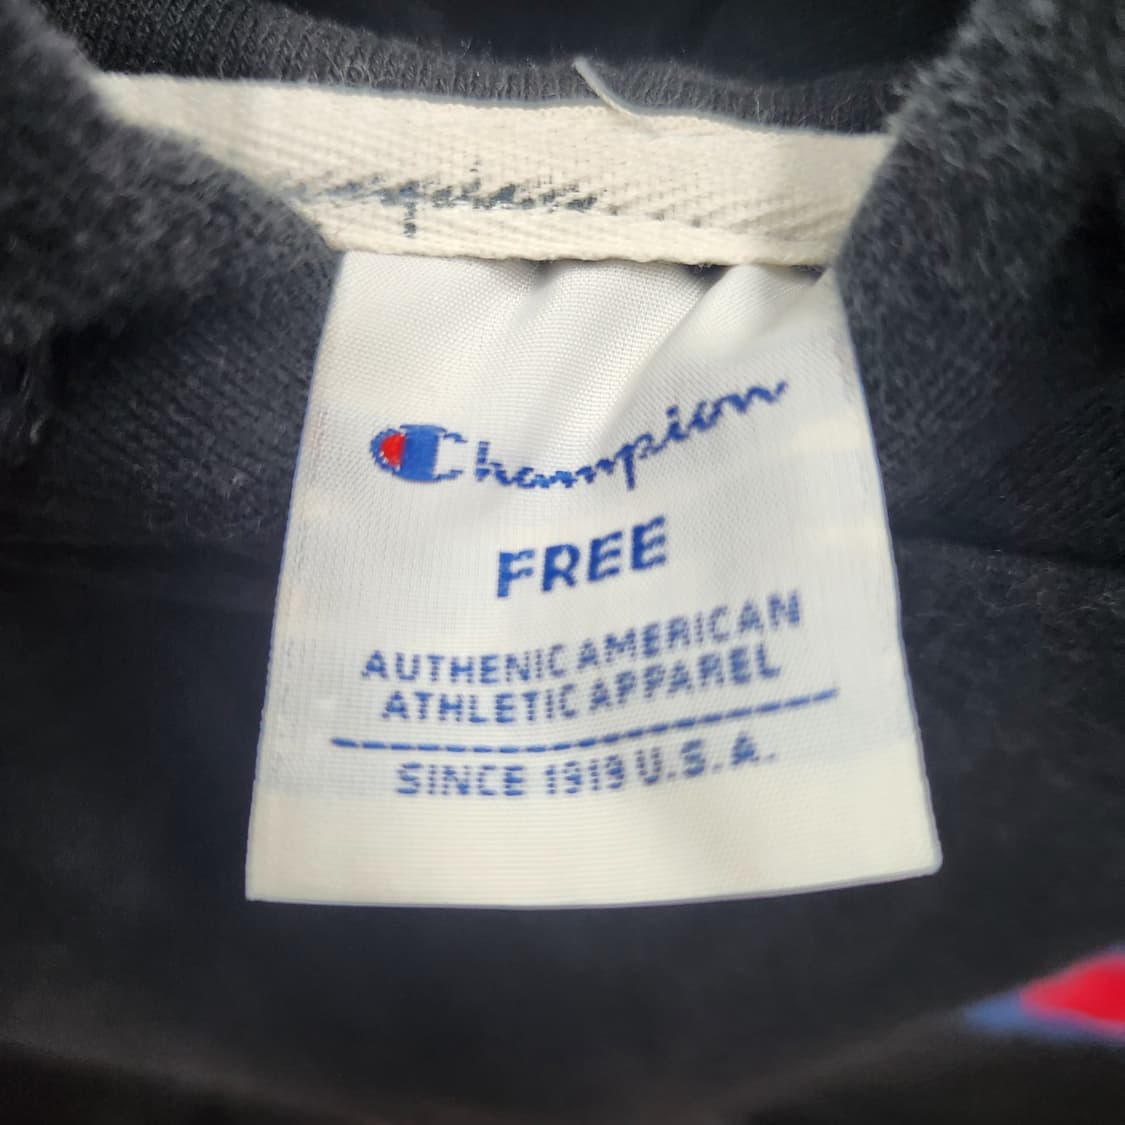 Champion
FREE
AUTHENIC AMERICAN
ATHLETIC APPAREL
SINCE 1919 U.S.A.